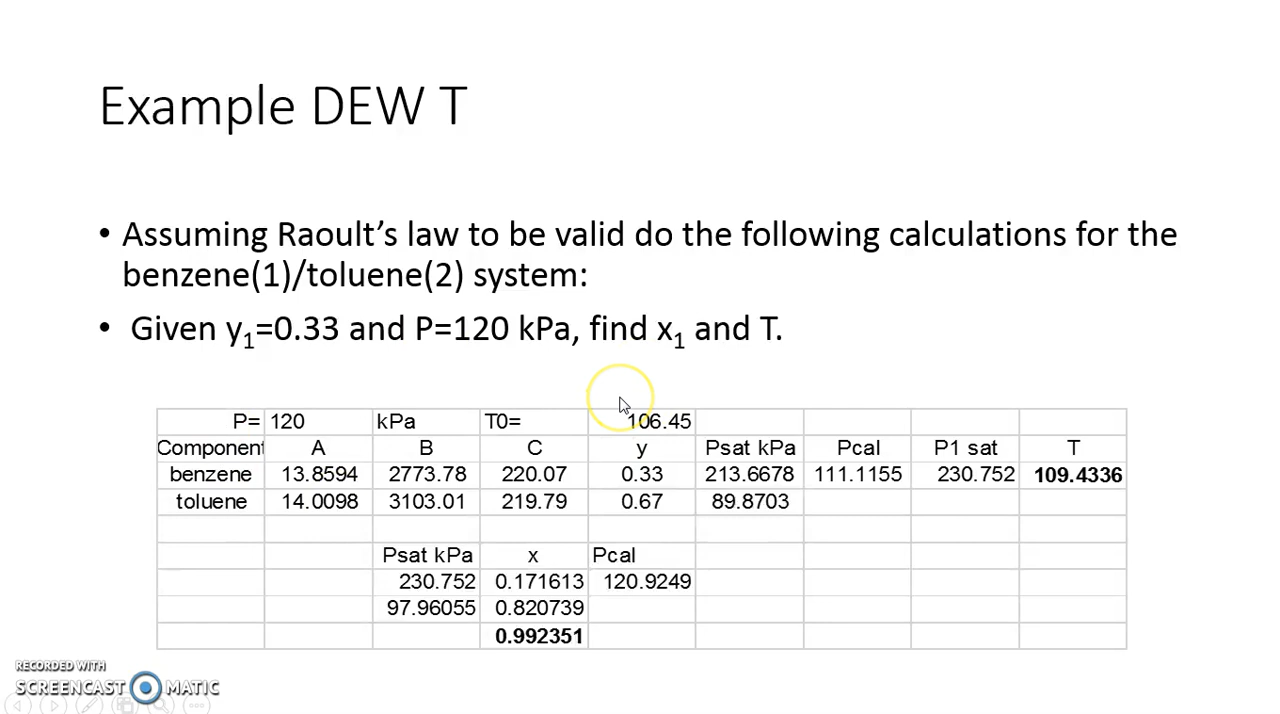 Example DEW T
• Assuming Raoult’s law to be valid do the following calculations for the
benzene(1)/toluene(2) system:
• Given y1=0.33 and P=120 kPa, find x1 and T.
P= 120 kPa T0= 106.45
Component A B C y Psat kPa Pcal P1 sat T
benzene 13.8594 2773.78 220.07 0.33 213.6678 111.1155 230.752 109.4336
toluene 14.0098 3103.01 219.79 0.67 89.8703
Psat kPa x Pcal
230.752 0.171613 120.9249
97.96055 0.820739
0.992351
RECORDED WITH
SCREENCAST MATIC